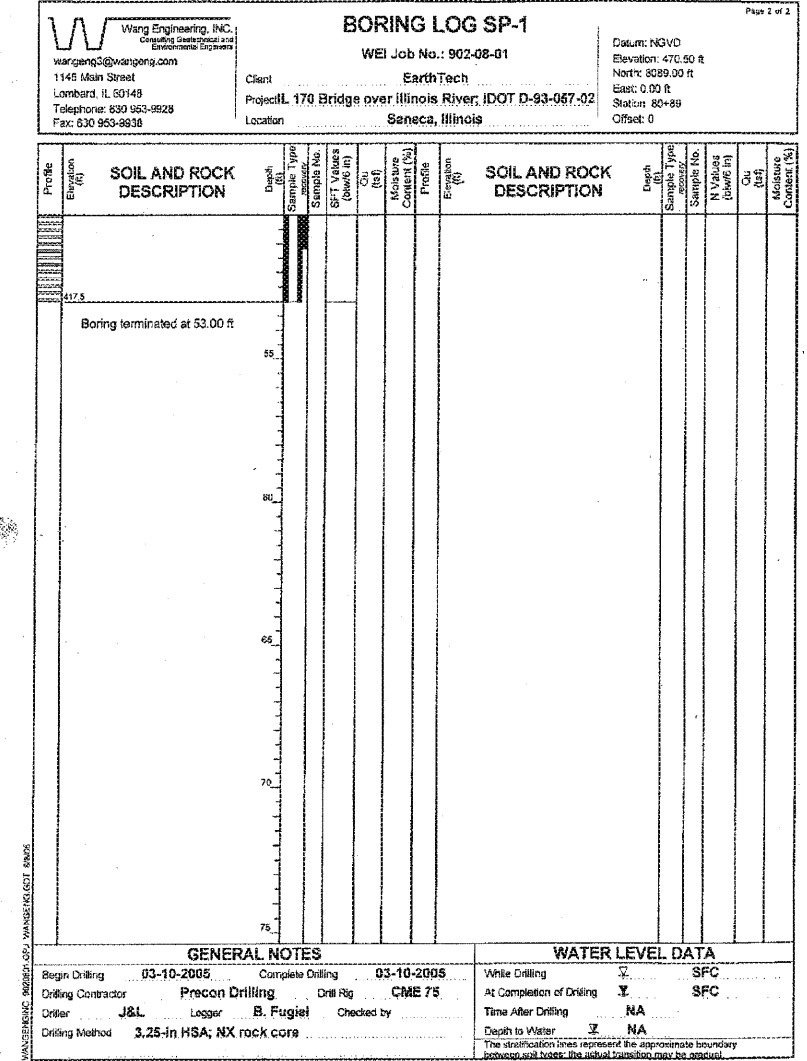 Page 2 of 2
Wang Engineering, INC.
Consulting Geotechnical and
Environmental Engineers
wangeng3@wangeng.com
1145 Main Street
Lombard, IL 60148
Telephone: 630 953-9928
Fax: 630 953-9938
BORING LOG SP-1
WEI Job No.: 902-08-01
Client EarthTech
Project IL 170 Bridge over Illinois River; IDOT D-93-057-02
Location Seneca, Illinois
Datum: NGVD
Elevation: 470.50 ft
North: 8089.00 ft
East: 0.00 ft
Station: 80+89
Offset: 0
Profile
Elevation (ft)
SOIL AND ROCK DESCRIPTION
Depth (ft)
Sample Type
recovery
Sample No.
SPT Values (blw/6 in)
Qu (tsf)
Moisture Content (%)
Profile
Elevation (ft)
SOIL AND ROCK DESCRIPTION
Depth (ft)
Sample Type
recovery
Sample No.
N Values (blw/6 in)
Qu (tsf)
Moisture Content (%)
417.5
Boring terminated at 53.00 ft
55
60
65
70
75
GENERAL NOTES
Begin Drilling 03-10-2005 Complete Drilling 03-10-2005
Drilling Contractor Precon Drilling Drill Rig CME 75
Driller J&L Logger B. Fugiel Checked by
Drilling Method 3.25-in HSA; NX rock core
WATER LEVEL DATA
While Drilling SFC
At Completion of Drilling SFC
Time After Drilling NA
Depth to Water NA
The stratification lines represent the approximate boundary
between soil types; the actual transition may be gradual.